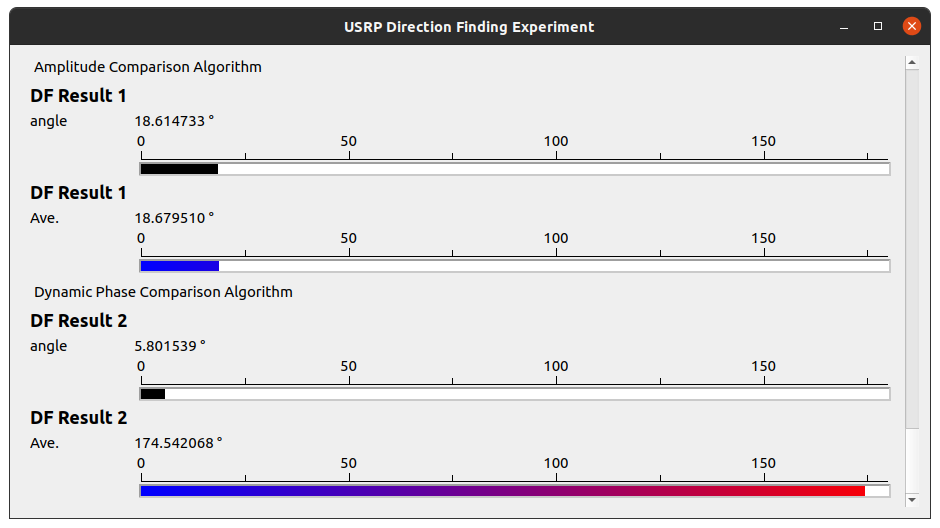 USRP Direction Finding Experiment
Amplitude Comparison Algorithm
DF Result 1
angle 18.614733 °
0 50 100 150
DF Result 1
Ave. 18.679510 °
0 50 100 150
Dynamic Phase Comparison Algorithm
DF Result 2
angle 5.801539 °
0 50 100 150
DF Result 2
Ave. 174.542068 °
0 50 100 150